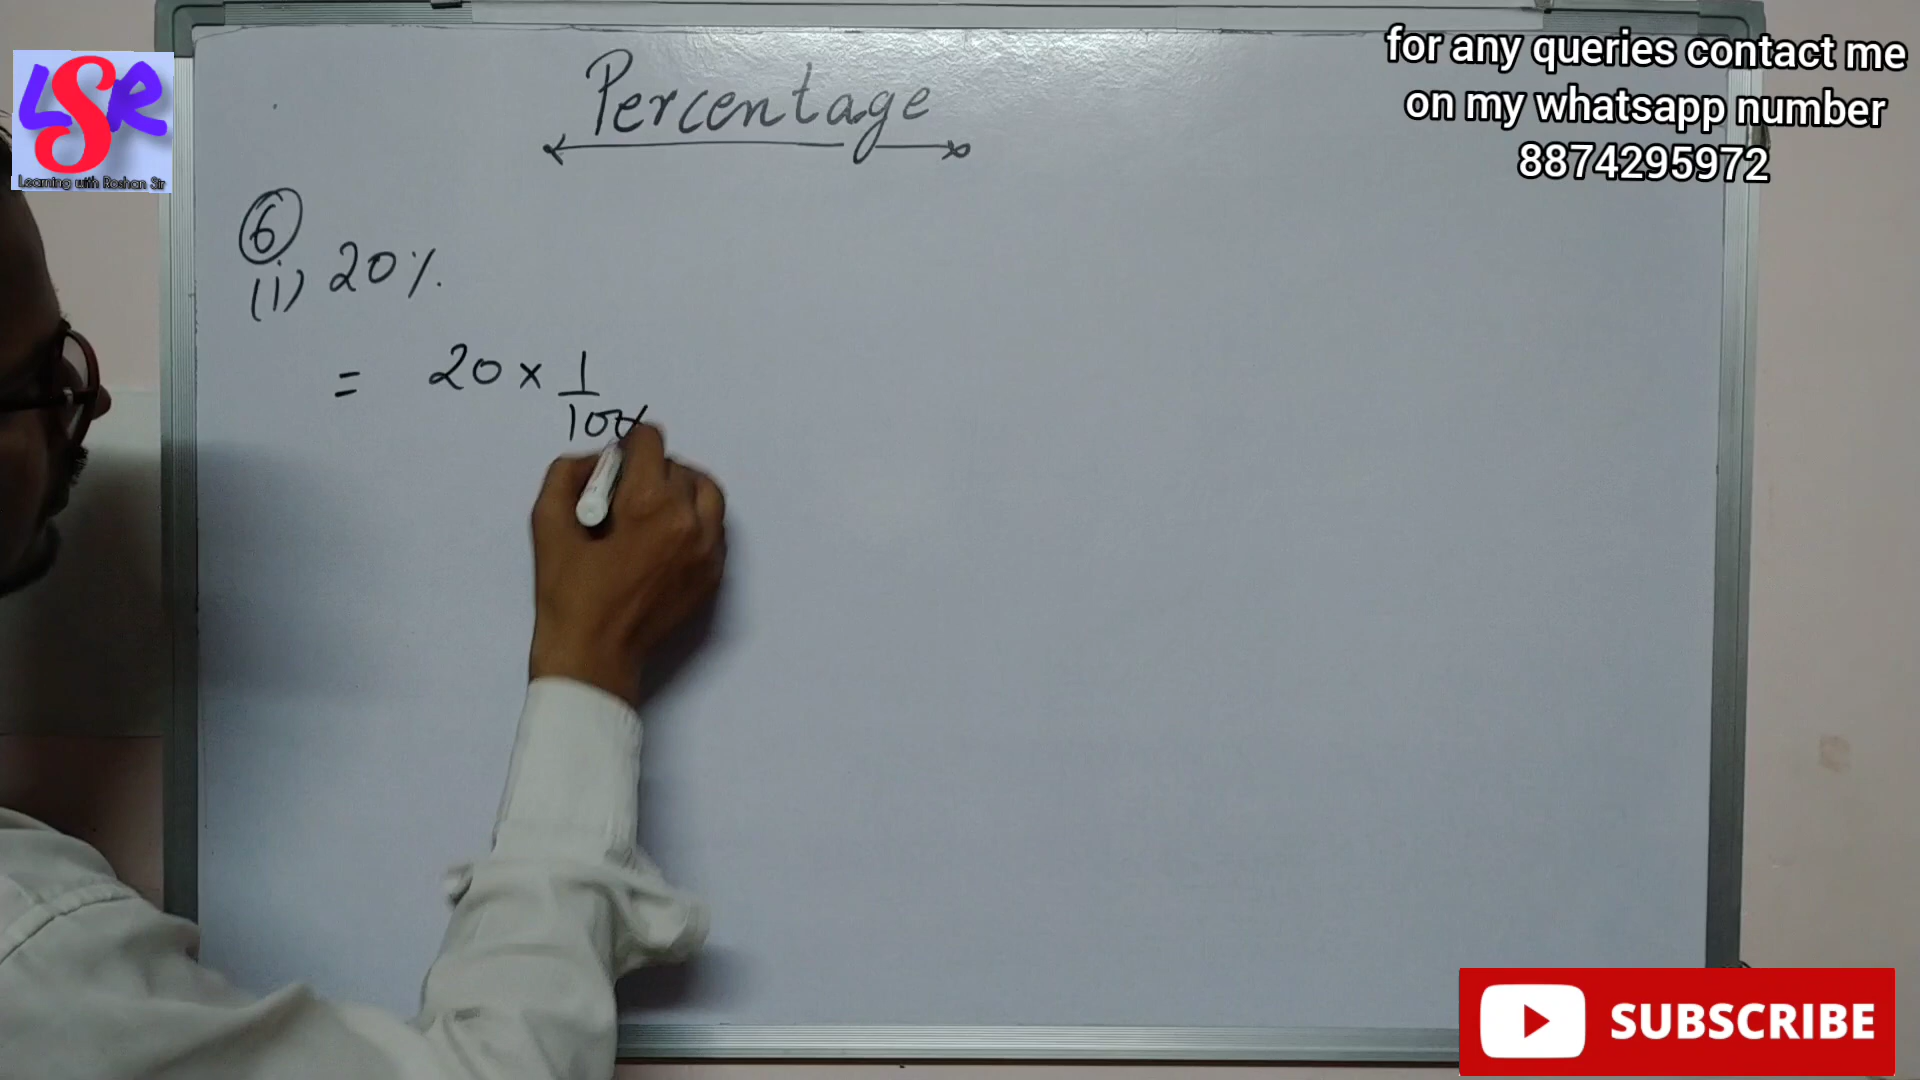 LSR
Learning with Roshan Sir
for any queries contact me
on my whatsapp number
8874295972
Percentage
6
(i) 20%
= 20 × 1/100
SUBSCRIBE